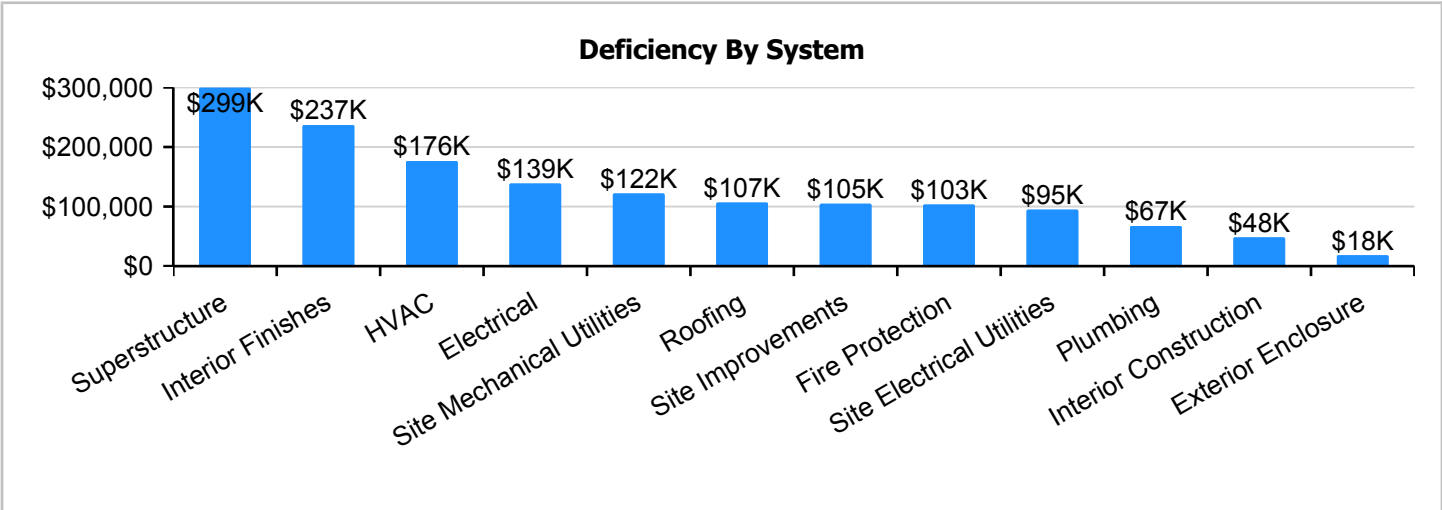 Deficiency By System
$300,000
$200,000
$100,000
$0
$299K
$237K
$176K
$139K
$122K
$107K
$105K
$103K
$95K
$67K
$48K
$18K
Superstructure
Interior Finishes
HVAC
Electrical
Site Mechanical Utilities
Roofing
Site Improvements
Fire Protection
Site Electrical Utilities
Plumbing
Interior Construction
Exterior Enclosure